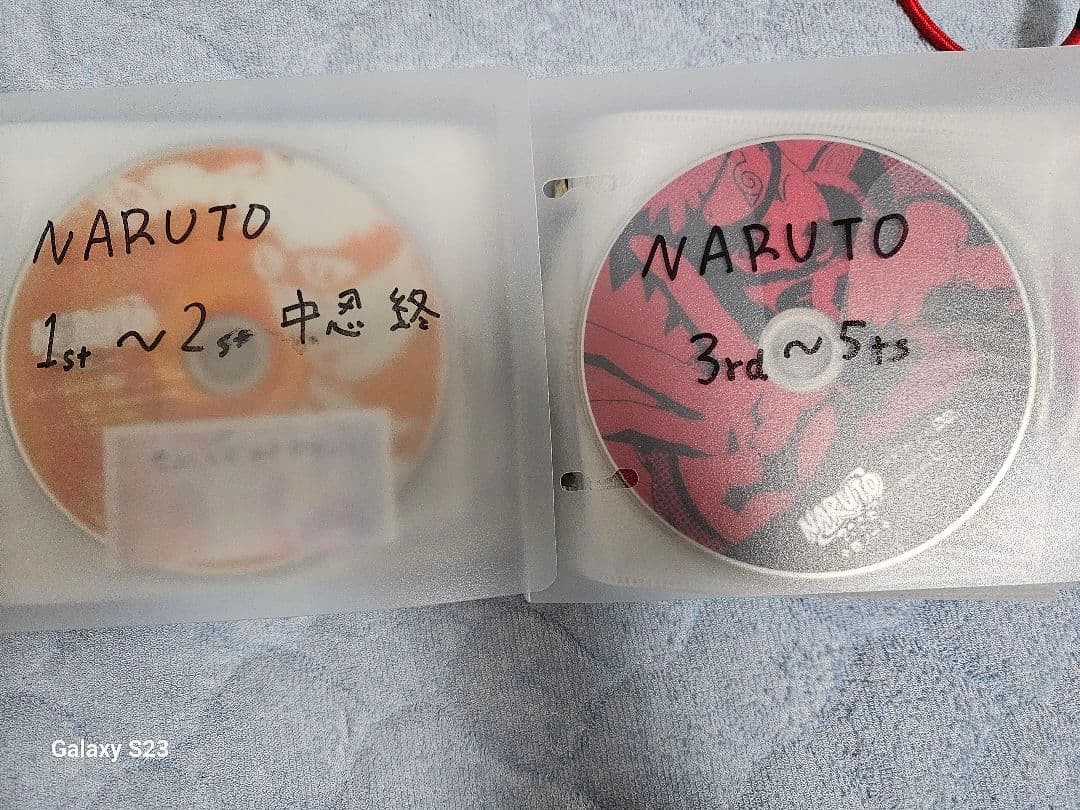 NARUTO
1st ~ 2st 中忍 終
NARUTO
3rd ~ 5ts
NARUTO
Galaxy S23